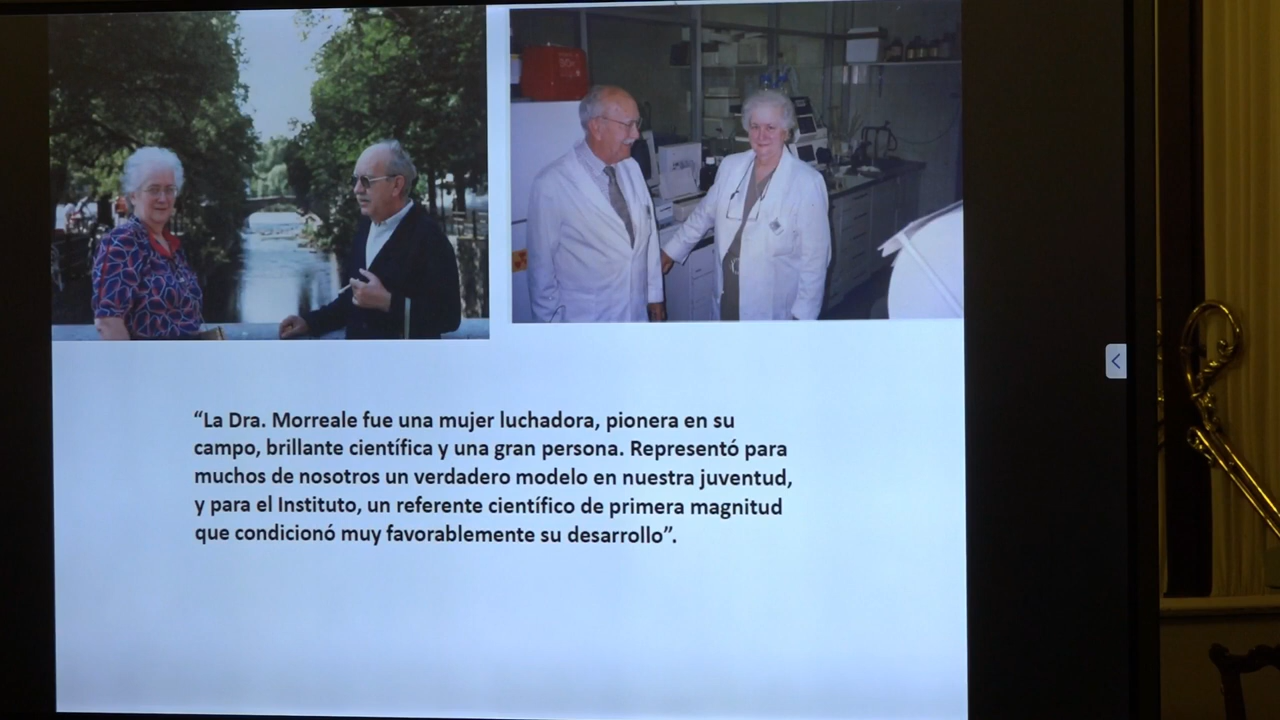 “La Dra. Morreale fue una mujer luchadora, pionera en su
campo, brillante científica y una gran persona. Representó para
muchos de nosotros un verdadero modelo en nuestra juventud,
y para el Instituto, un referente científico de primera magnitud
que condicionó muy favorablemente su desarrollo”.